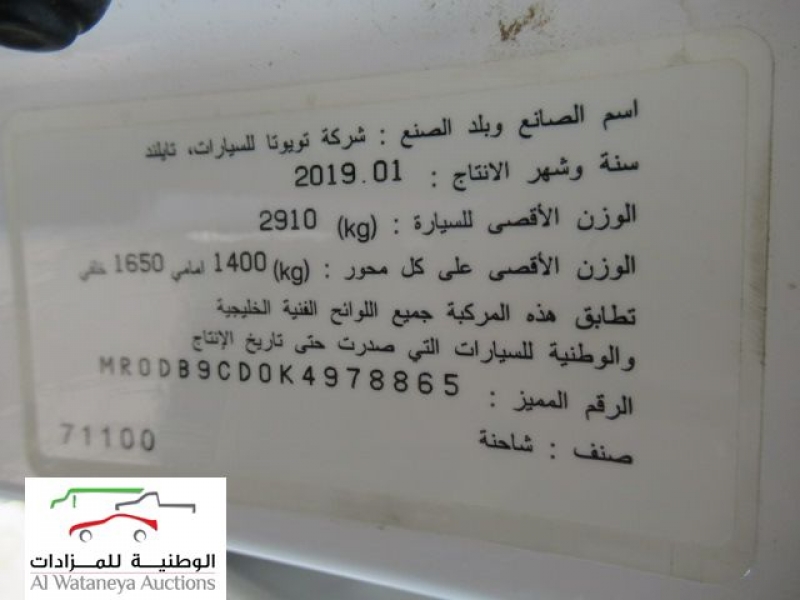 اسم الصانع وبلد الصنع : شركة تويوتا للسيارات، تايلند
سنة وشهر الانتاج : 2019.01
الوزن الأقصى للسيارة : (kg) 2910
الوزن الأقصى على كل محور : (kg) 1400 امامي 1650 خلفي
تطابق هذه المركبة جميع اللوائح الفنية الخليجية
والوطنية للسيارات التي صدرت حتى تاريخ الإنتاج
الرقم المميز : MR0DB9CD0K4978865
صنف : شاحنة
71100
الوطنية للمزادات
Al Wataneya Auctions